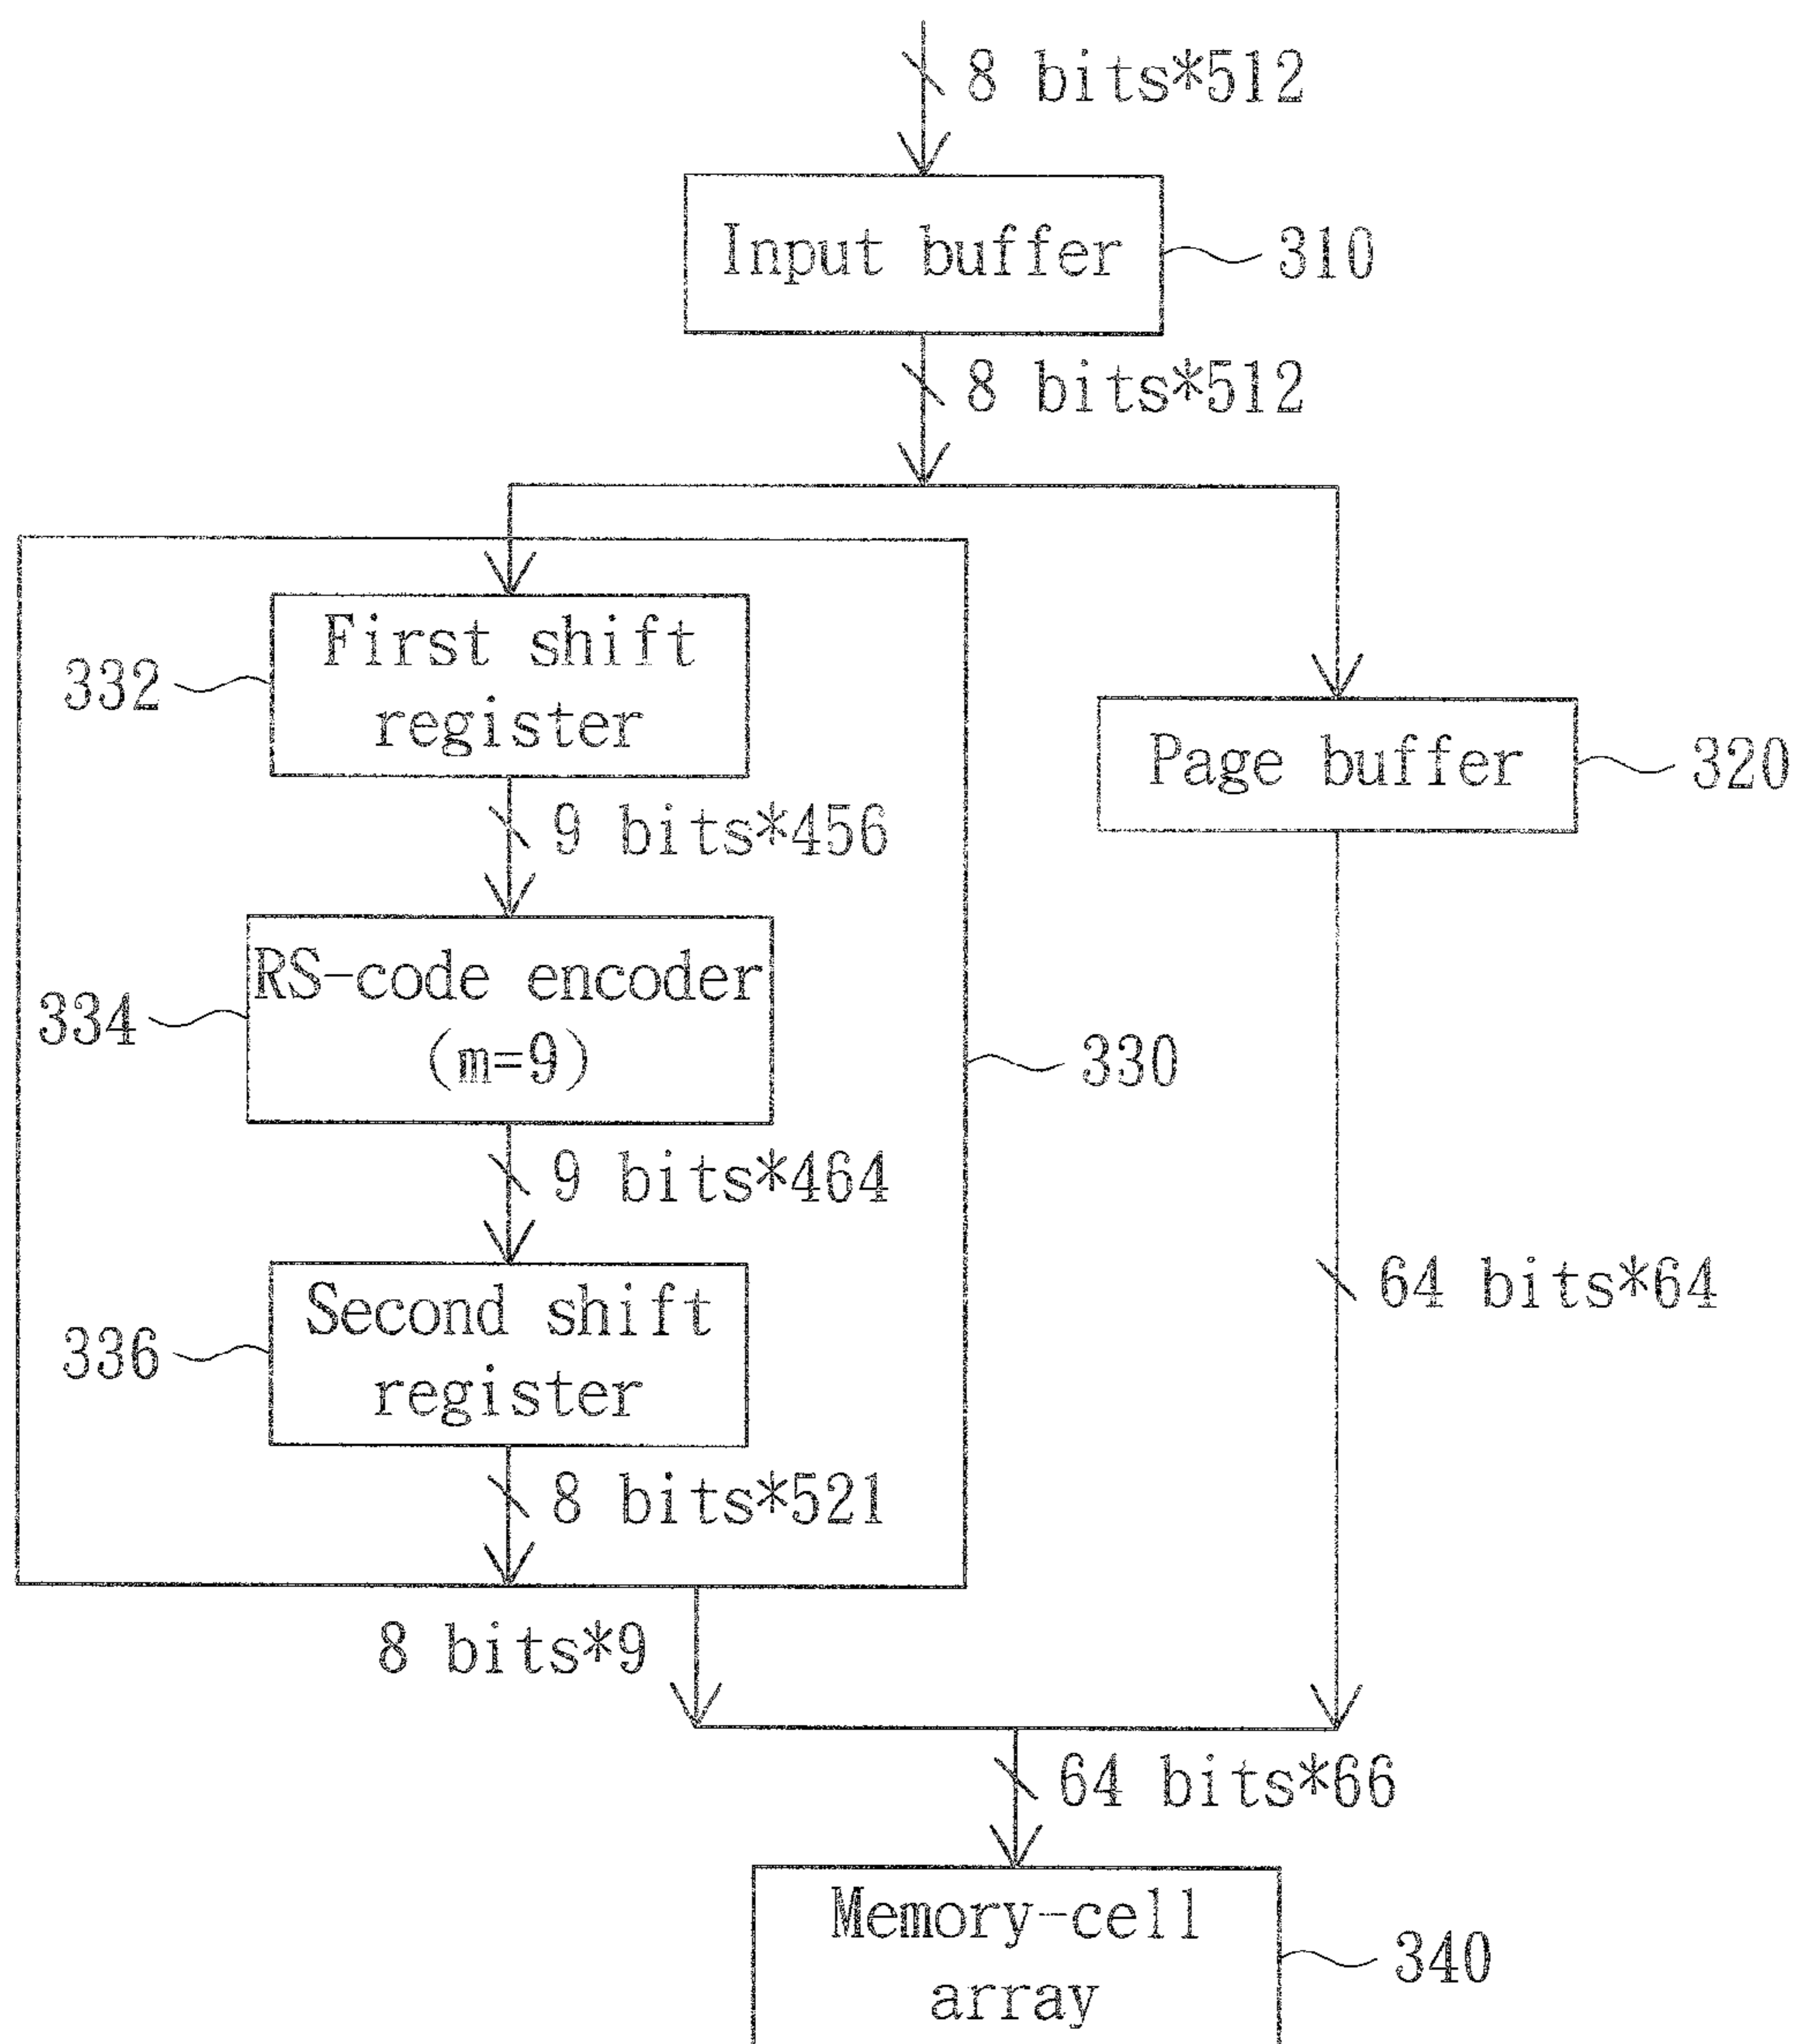 8 bits*512
Input buffer
310
8 bits*512
First shift
register
332
Page buffer
320
9 bits*456
RS-code encoder
(m=9)
334
330
9 bits*464
Second shift
register
336
64 bits*64
8 bits*521
8 bits*9
64 bits*66
Memory-cell
array
340